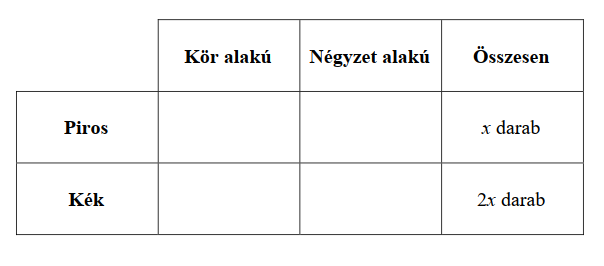 Kör alakú Négyzet alakú Összesen
Piros x darab
Kék 2x darab